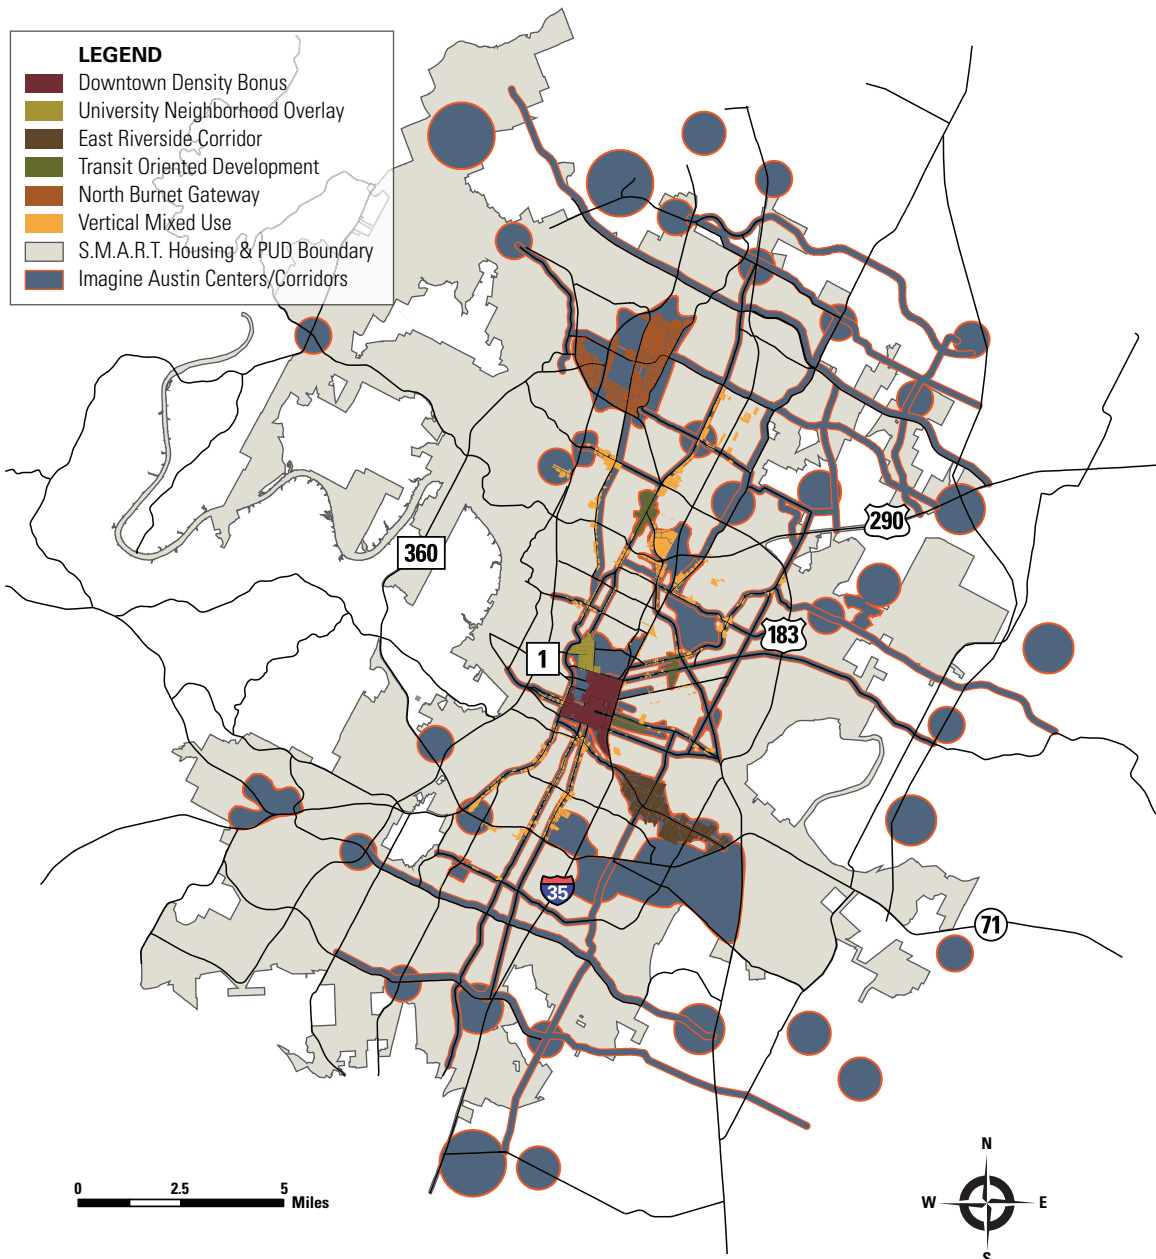 LEGEND
Downtown Density Bonus
University Neighborhood Overlay
East Riverside Corridor
Transit Oriented Development
North Burnet Gateway
Vertical Mixed Use
S.M.A.R.T. Housing & PUD Boundary
Imagine Austin Centers/Corridors
290
360
183
1
35
71
N
W E
S
0 2.5 5
Miles